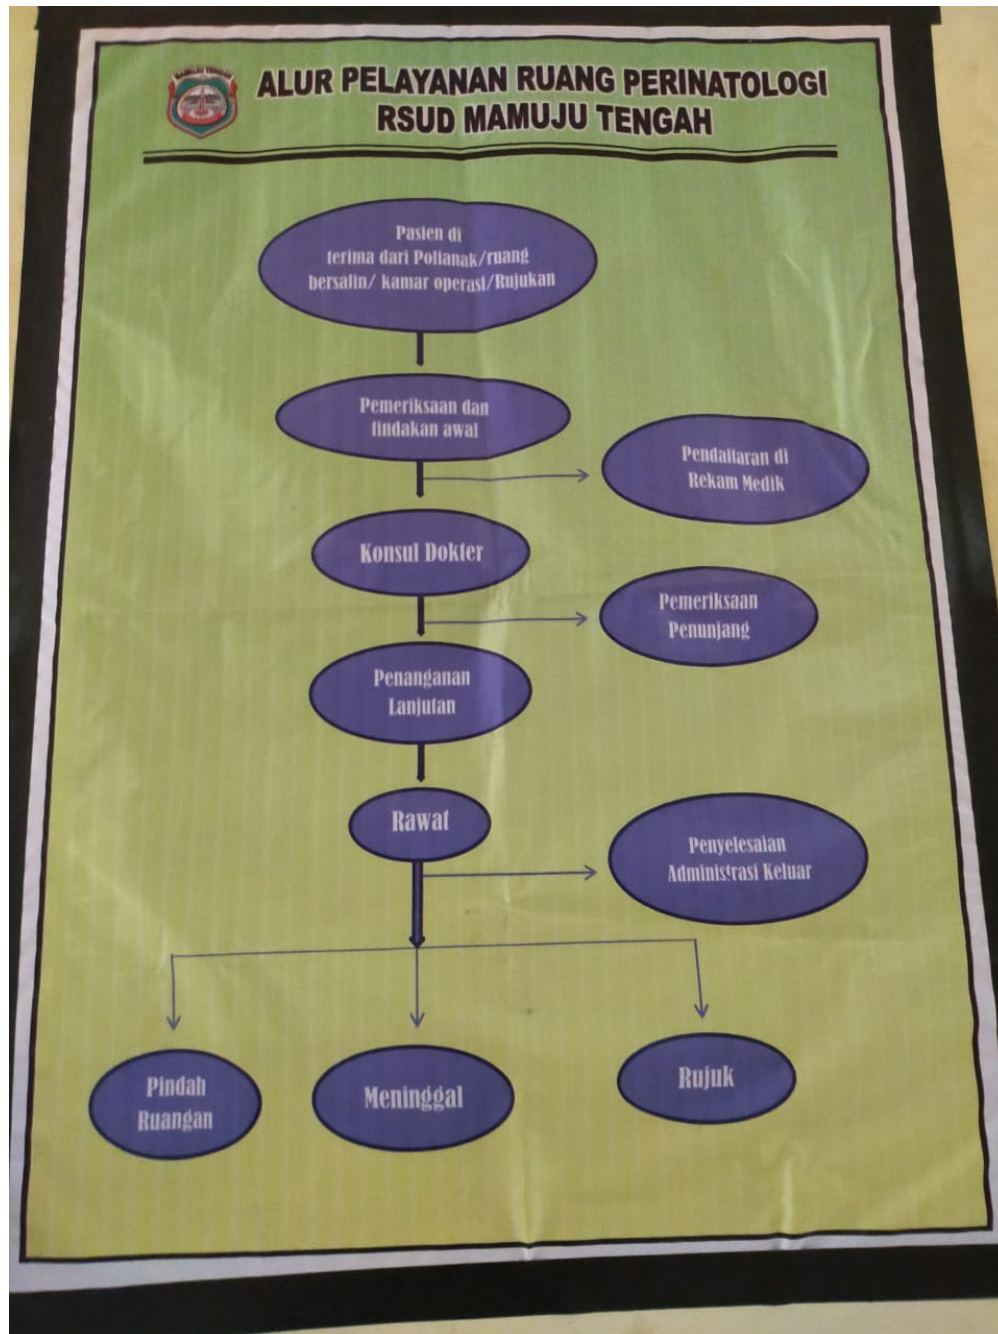 MAMUJU TENGAH
ALUR PELAYANAN RUANG PERINATOLOGI
RSUD MAMUJU TENGAH
Pasien di
terima dari Polianak/ruang
bersalin/ kamar operasi/Rujukan
Pemeriksaan dan
tindakan awal
Pendaftaran di
Rekam Medik
Konsul Dokter
Pemeriksaan
Penunjang
Penanganan
Lanjutan
Rawat
Penyelesaian
Administrasi Keluar
Pindah
Ruangan
Meninggal
Rujuk